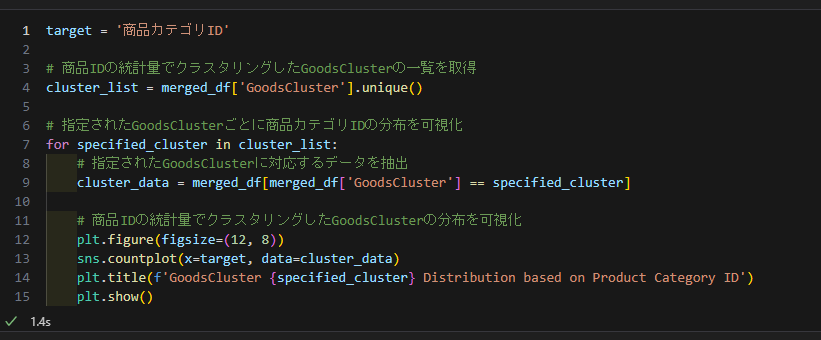 1 target = '商品カテゴリID'
2
3 # 商品IDの統計量でクラスタリングしたGoodsClusterの一覧を取得
4 cluster_list = merged_df['GoodsCluster'].unique()
5
6 # 指定されたGoodsClusterごとに商品カテゴリIDの分布を可視化
7 for specified_cluster in cluster_list:
8     # 指定されたGoodsClusterに対応するデータを抽出
9     cluster_data = merged_df[merged_df['GoodsCluster'] == specified_cluster]
10
11     # 商品IDの統計量でクラスタリングしたGoodsClusterの分布を可視化
12     plt.figure(figsize=(12, 8))
13     sns.countplot(x=target, data=cluster_data)
14     plt.title(f'GoodsCluster {specified_cluster} Distribution based on Product Category ID')
15     plt.show()
1.4s